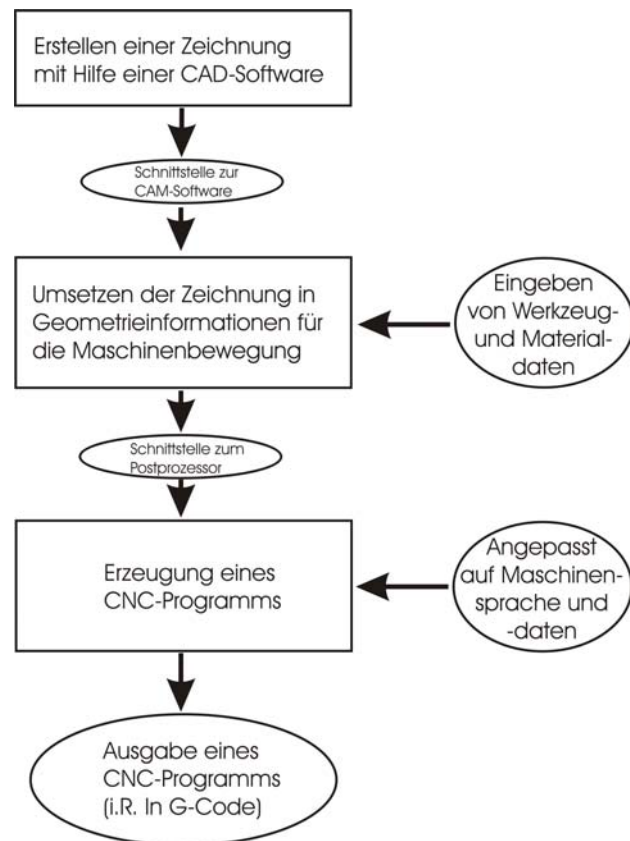 Erstellen einer Zeichnung
mit Hilfe einer CAD-Software
Schnittstelle zur
CAM-Software
Umsetzen der Zeichnung in
Geometrieinformationen für
die Maschinenbewegung
Eingeben
von Werkzeug-
und Material-
daten
Schnittstelle zum
Postprozessor
Erzeugung eines
CNC-Programms
Angepasst
auf Maschinen-
sprache und
-daten
Ausgabe eines
CNC-Programms
(i.R. In G-Code)